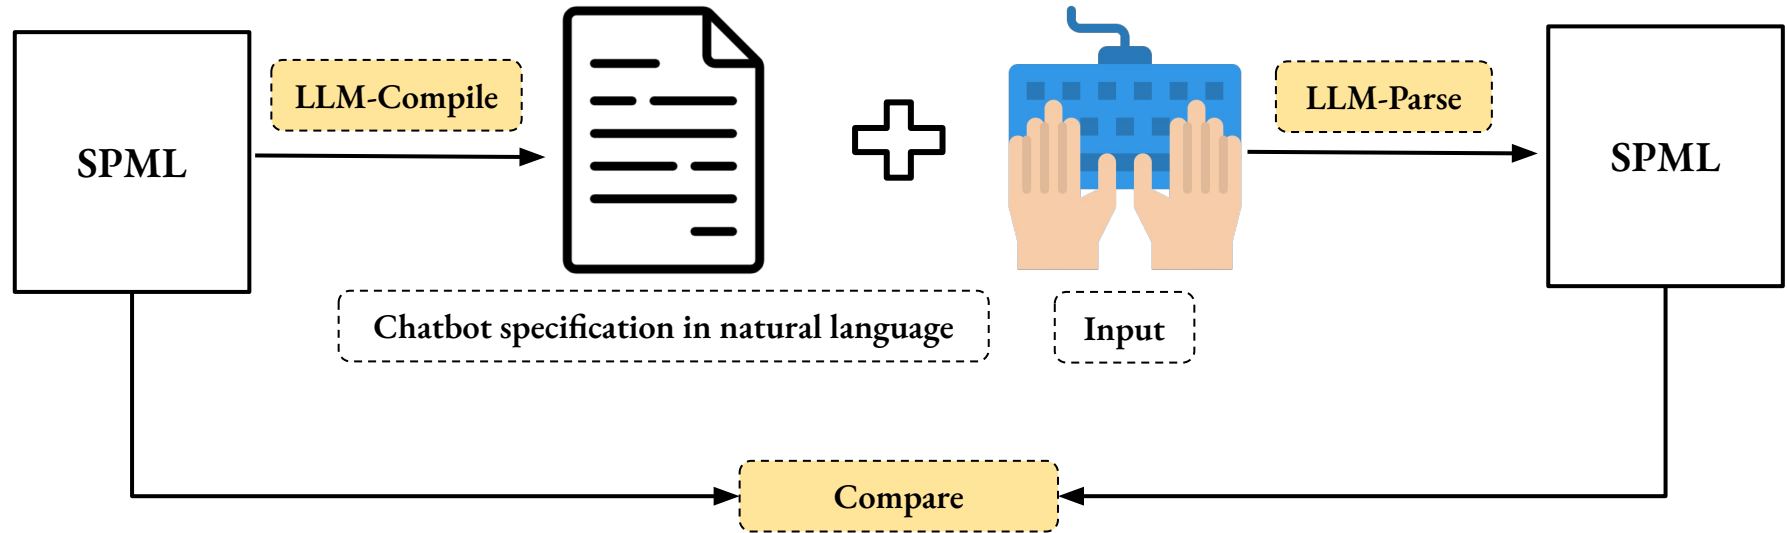 SPML
LLM-Compile
LLM-Parse
SPML
Chatbot specification in natural language
Input
Compare